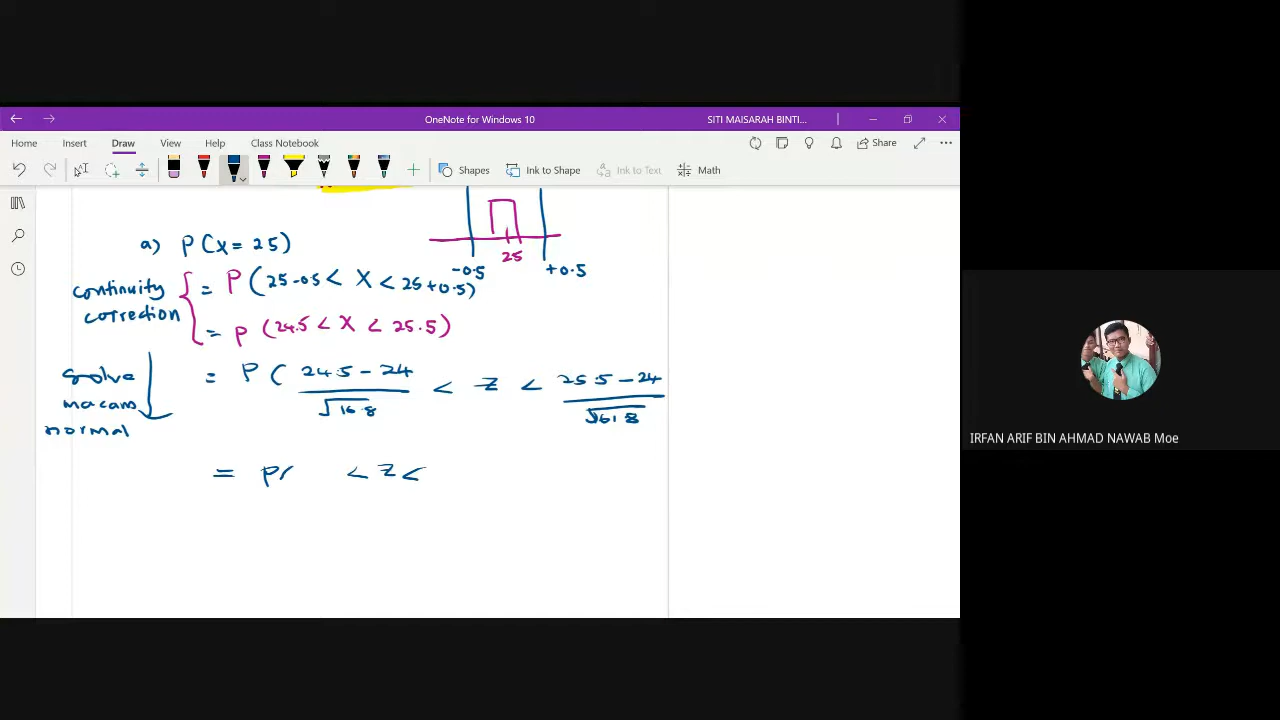 OneNote for Windows 10
SITI MAISARAH BINTI...
Home Insert Draw View Help Class Notebook
Share
Shapes Ink to Shape Ink to Text Math
a) P(X = 25)
25
-0.5 +0.5
continuity correction
= P(25-0.5 < X < 25+0.5)
= P(24.5 < X < 25.5)
solve macam normal
= P( 24.5 - 24 / √16.8 < Z < 25.5 - 24 / √61.8
= P( < Z <
IRFAN ARIF BIN AHMAD NAWAB Moe